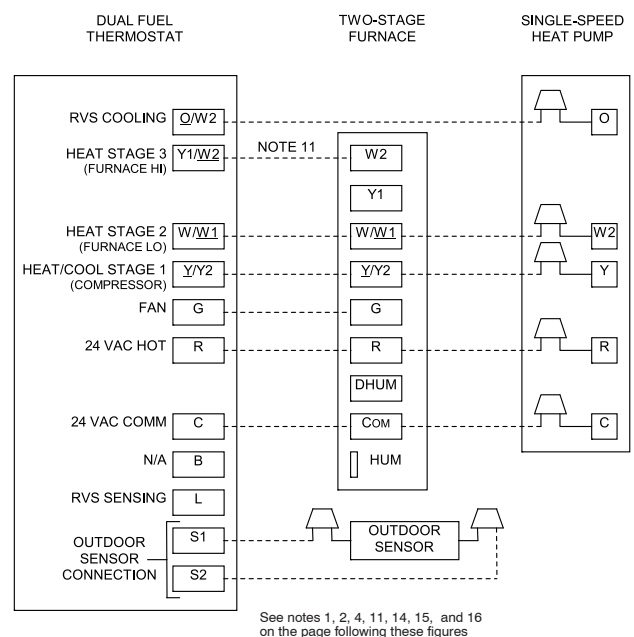 DUAL FUEL
THERMOSTAT
TWO-STAGE
FURNACE
SINGLE-SPEED
HEAT PUMP
RVS COOLING
O/W2
O
HEAT STAGE 3
(FURNACE HI)
Y1/W2
NOTE 11
W2
Y1
HEAT STAGE 2
(FURNACE LO)
W/W1
W/W1
W2
HEAT/COOL STAGE 1
(COMPRESSOR)
Y/Y2
Y/Y2
Y
FAN
G
G
24 VAC HOT
R
R
R
DHUM
24 VAC COMM
C
COM
C
N/A
B
HUM
RVS SENSING
L
OUTDOOR
SENSOR
CONNECTION
S1
S2
OUTDOOR
SENSOR
See notes 1, 2, 4, 11, 14, 15, and 16
on the page following these figures